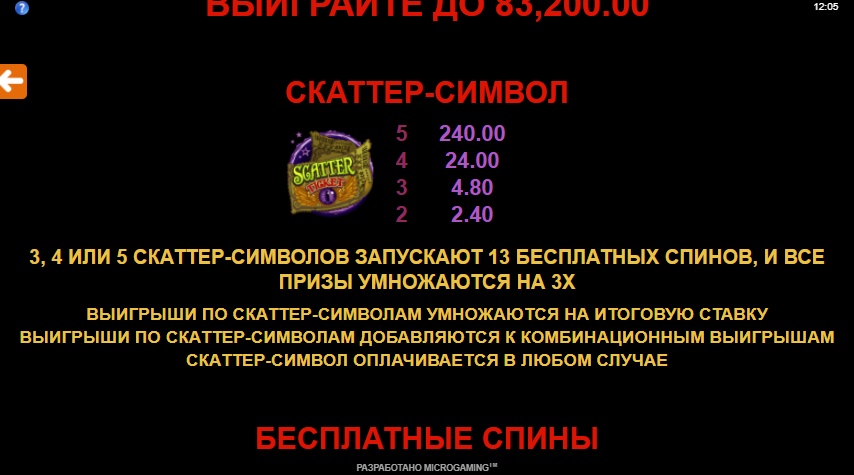 ВЫИГРАЙТЕ ДО 83,200.00
12:05
СКАТТЕР-СИМВОЛ
SCATTER
TICKET
5 240.00
4 24.00
3 4.80
2 2.40
3, 4 ИЛИ 5 СКАТТЕР-СИМВОЛОВ ЗАПУСКАЮТ 13 БЕСПЛАТНЫХ СПИНОВ, И ВСЕ
ПРИЗЫ УМНОЖАЮТСЯ НА 3X
ВЫИГРЫШИ ПО СКАТТЕР-СИМВОЛАМ УМНОЖАЮТСЯ НА ИТОГОВУЮ СТАВКУ
ВЫИГРЫШИ ПО СКАТТЕР-СИМВОЛАМ ДОБАВЛЯЮТСЯ К КОМБИНАЦИОННЫМ ВЫИГРЫШАМ
СКАТТЕР-СИМВОЛ ОПЛАЧИВАЕТСЯ В ЛЮБОМ СЛУЧАЕ
БЕСПЛАТНЫЕ СПИНЫ
РАЗРАБОТАНО MICROGAMING™